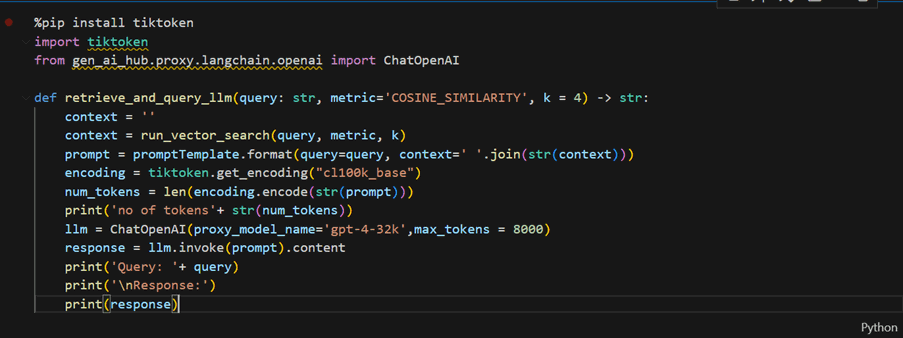 %pip install tiktoken
import tiktoken
from gen_ai_hub.proxy.langchain.openai import ChatOpenAI

def retrieve_and_query_llm(query: str, metric='COSINE_SIMILARITY', k = 4) -> str:
    context = ''
    context = run_vector_search(query, metric, k)
    prompt = promptTemplate.format(query=query, context=' '.join(str(context)))
    encoding = tiktoken.get_encoding("cl100k_base")
    num_tokens = len(encoding.encode(str(prompt)))
    print('no of tokens'+ str(num_tokens))
    llm = ChatOpenAI(proxy_model_name='gpt-4-32k',max_tokens = 8000)
    response = llm.invoke(prompt).content
    print('Query: '+ query)
    print('\nResponse:')
    print(response)
Python